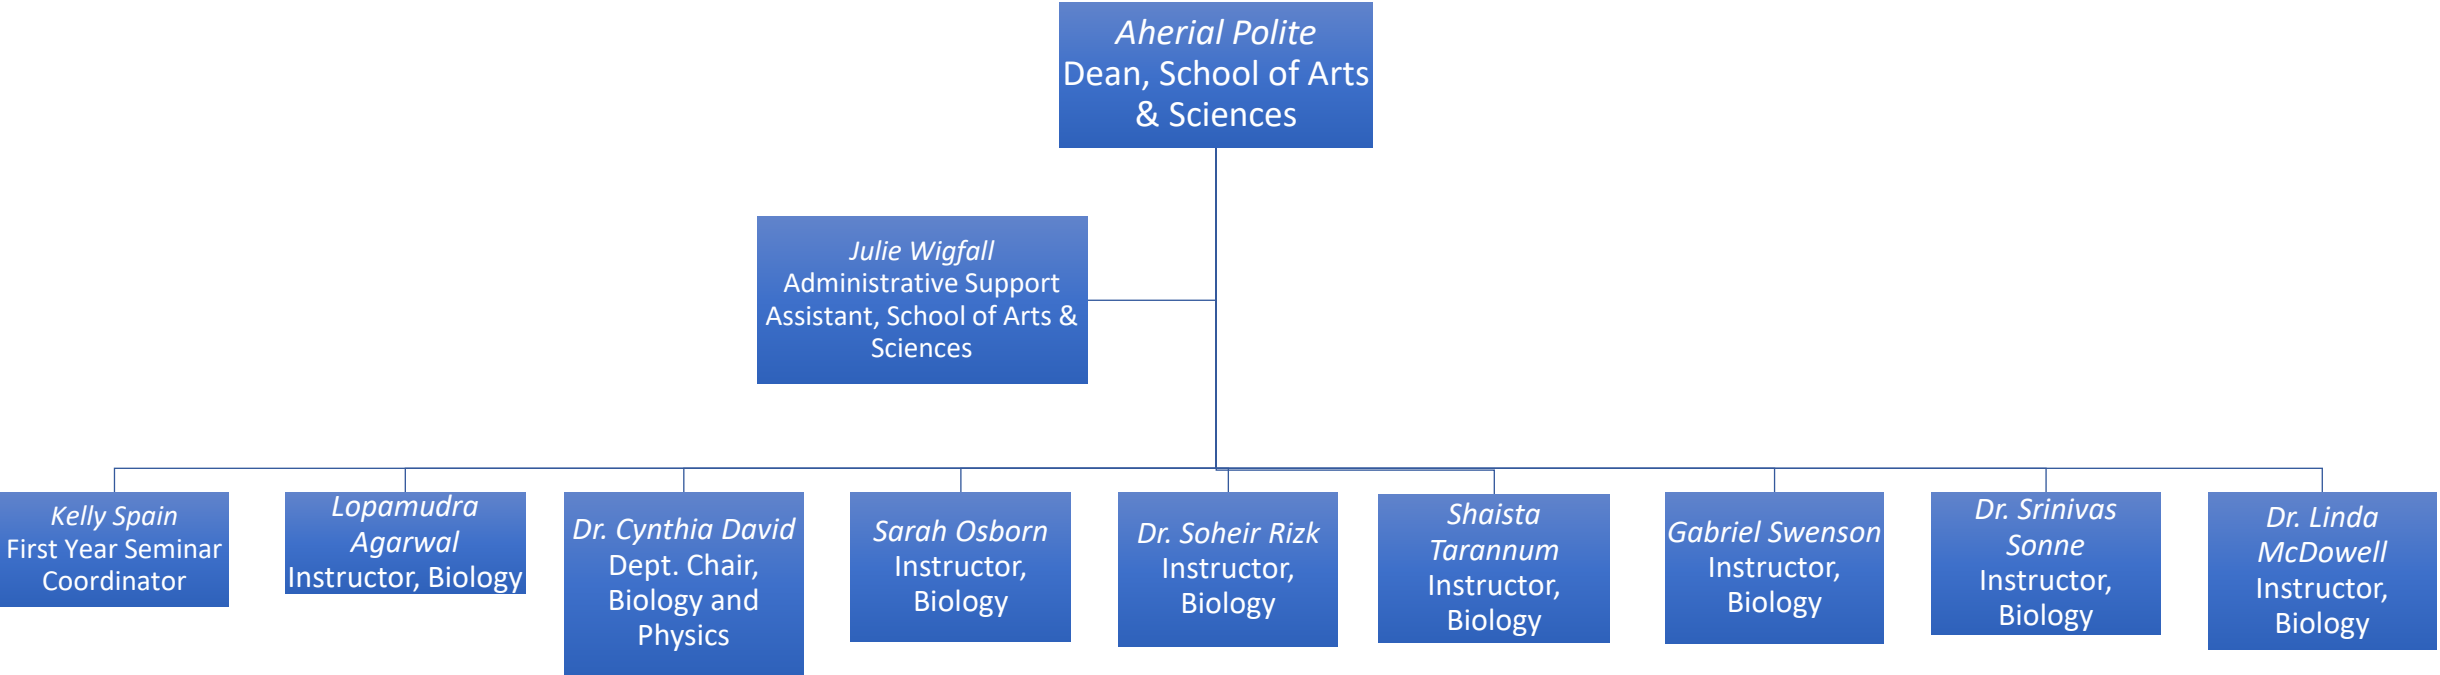 Aherial Polite
Dean, School of Arts
& Sciences
Julie Wigfall
Administrative Support
Assistant, School of Arts &
Sciences
Kelly Spain
First Year Seminar
Coordinator
Lopamudra
Agarwal
Instructor, Biology
Dr. Cynthia David
Dept. Chair,
Biology and
Physics
Sarah Osborn
Instructor,
Biology
Dr. Soheir Rizk
Instructor,
Biology
Shaista
Tarannum
Instructor,
Biology
Gabriel Swenson
Instructor,
Biology
Dr. Srinivas
Sonne
Instructor,
Biology
Dr. Linda
McDowell
Instructor,
Biology